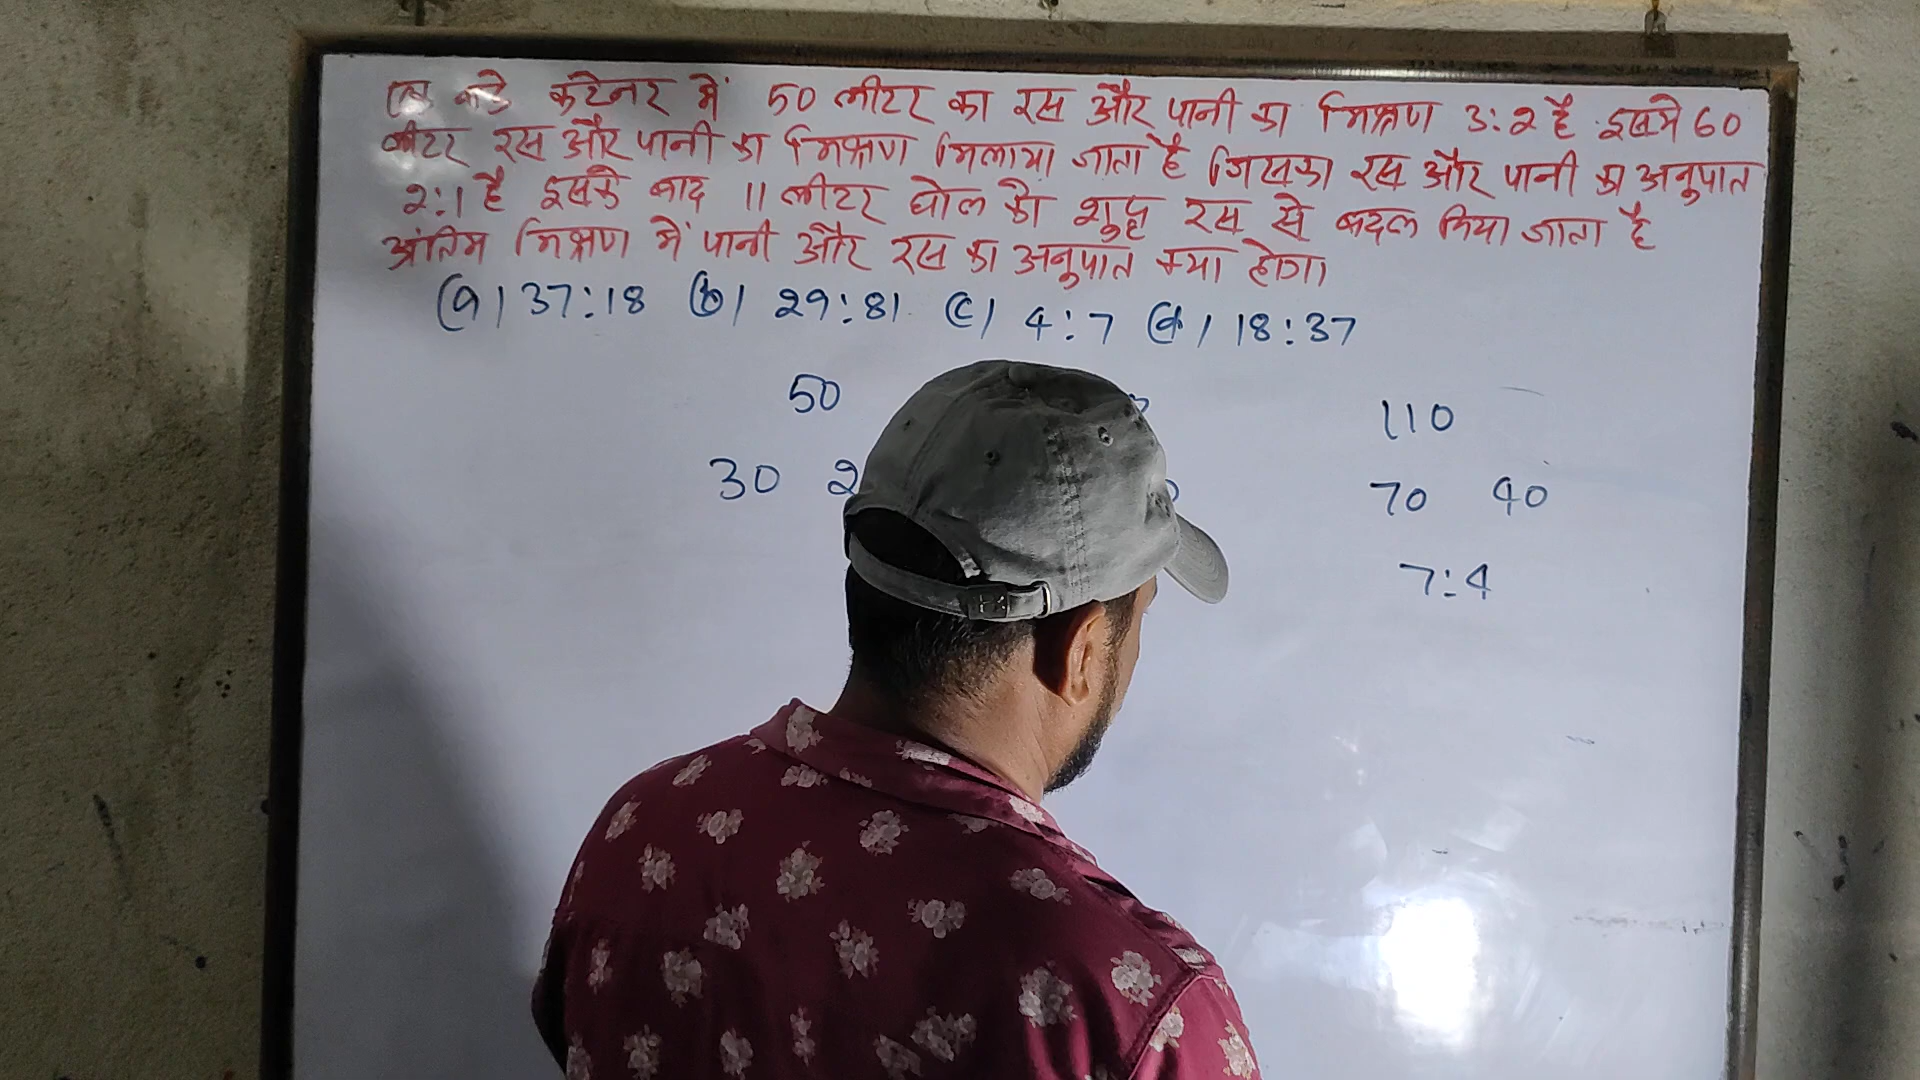 बड़े कंटेनर में 50 लीटर का रस और पानी का मिश्रण 3:2 है इसमे 60
लीटर रस और पानी का मिश्रण मिलाया जाता है जिसका रस और पानी का अनुपात
2:1 है इसके बाद 11 लीटर घोल को शुद्ध रस से बदल दिया जाता है
अंतिम मिश्रण में पानी और रस का अनुपात क्या होगा
(a) 37:18 (b) 29:81 (c) 4:7 (d) 18:37
50 110
30 2 70 40
7:4